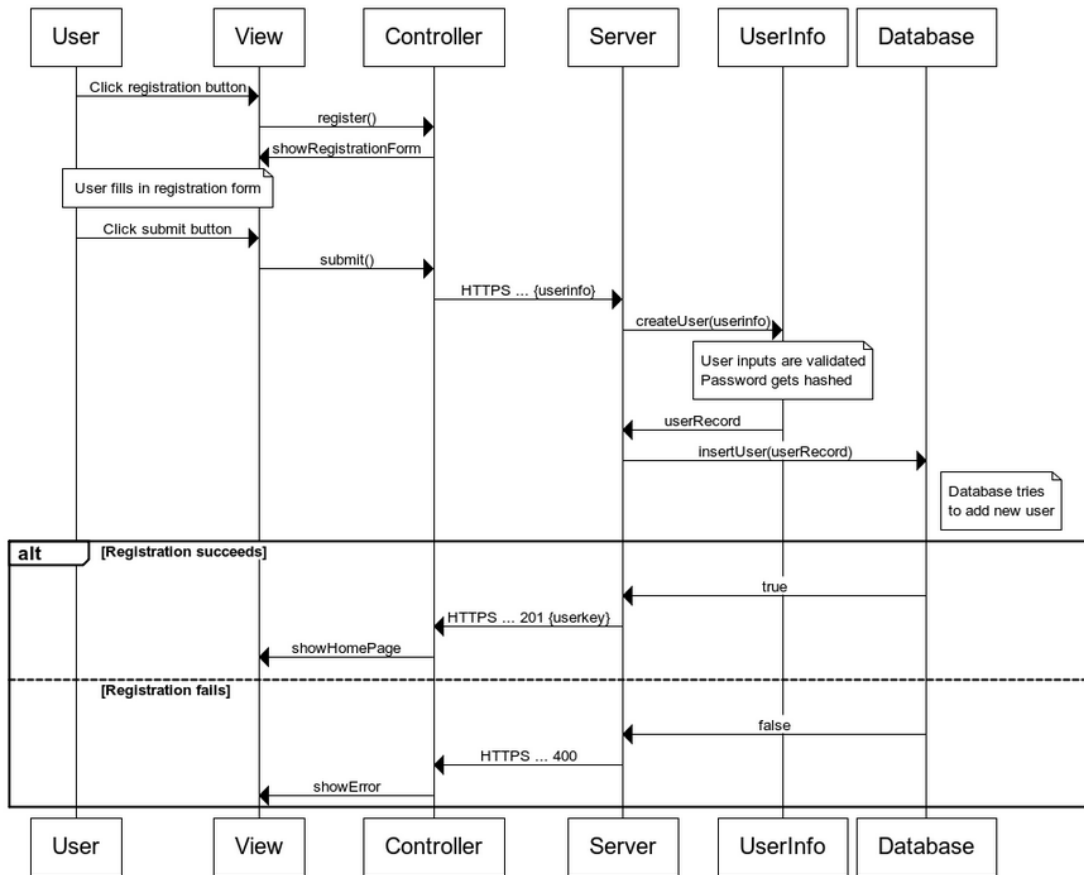 User
View
Controller
Server
UserInfo
Database
Click registration button
register()
showRegistrationForm
User fills in registration form
Click submit button
submit()
HTTPS ... {userinfo}
createUser(userinfo)
User inputs are validated
Password gets hashed
userRecord
insertUser(userRecord)
Database tries
to add new user
alt
[Registration succeeds]
true
HTTPS ... 201 {userkey}
showHomePage
[Registration fails]
false
HTTPS ... 400
showError
User
View
Controller
Server
UserInfo
Database